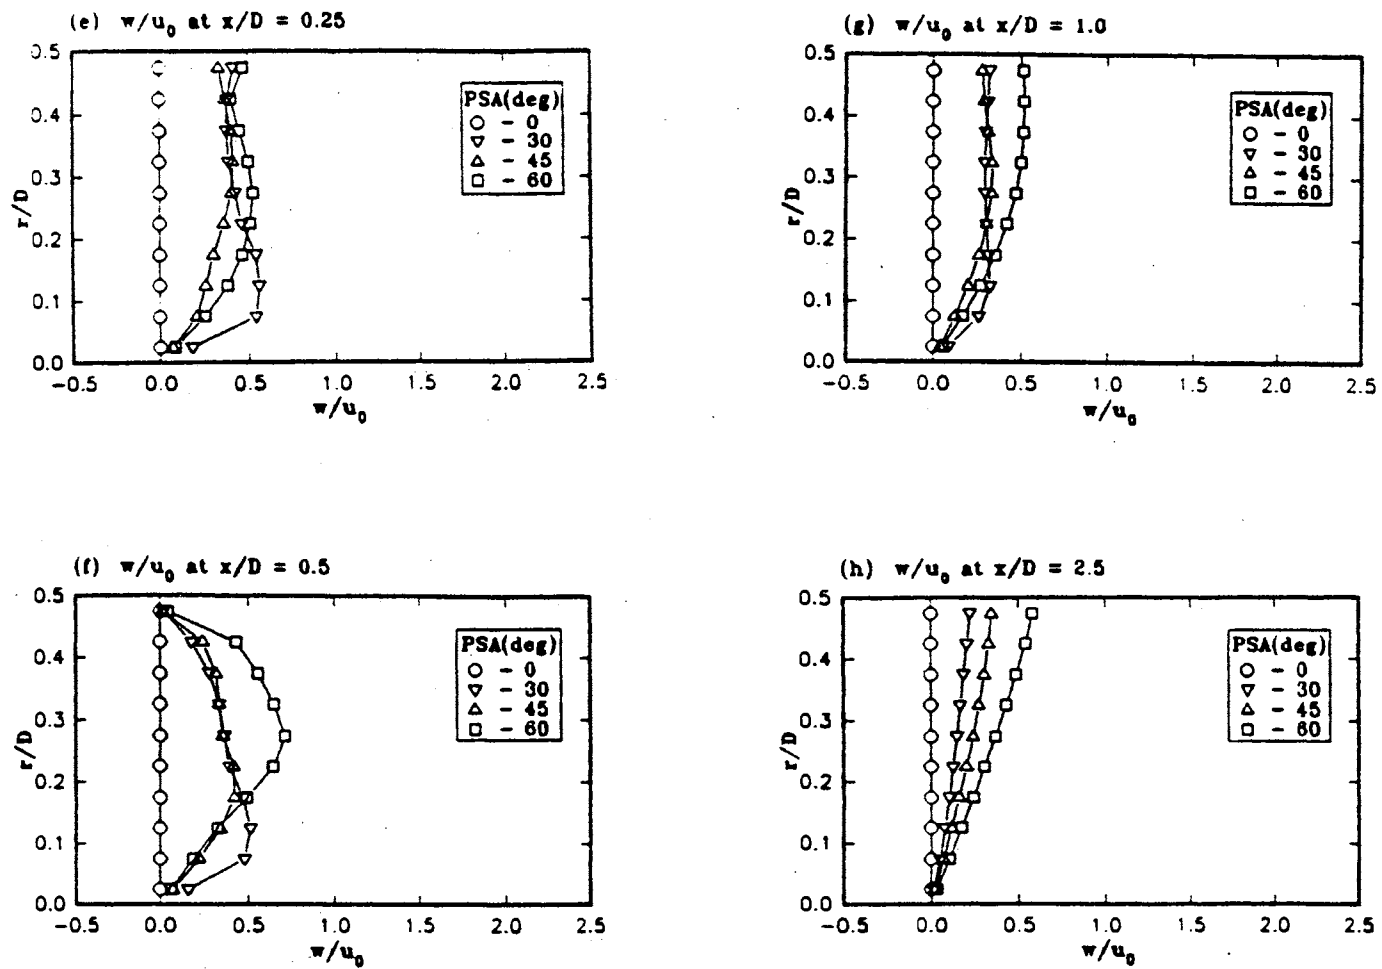 (e) w/u₀ at x/D = 0.25
0.5
0.4
0.3
0.2
0.1
0.0
r/D
PSA(deg)
○ - 0
▽ - 30
△ - 45
□ - 60
-0.5 0.0 0.5 1.0 1.5 2.0 2.5
w/u₀
(g) w/u₀ at x/D = 1.0
0.5
0.4
0.3
0.2
0.1
0.0
r/D
PSA(deg)
○ - 0
▽ - 30
△ - 45
□ - 60
-0.5 0.0 0.5 1.0 1.5 2.0 2.5
w/u₀
(f) w/u₀ at x/D = 0.5
0.5
0.4
0.3
0.2
0.1
0.0
r/D
PSA(deg)
○ - 0
▽ - 30
△ - 45
□ - 60
-0.5 0.0 0.5 1.0 1.5 2.0 2.5
w/u₀
(h) w/u₀ at x/D = 2.5
0.5
0.4
0.3
0.2
0.1
0.0
r/D
PSA(deg)
○ - 0
▽ - 30
△ - 45
□ - 60
-0.5 0.0 0.5 1.0 1.5 2.0 2.5
w/u₀